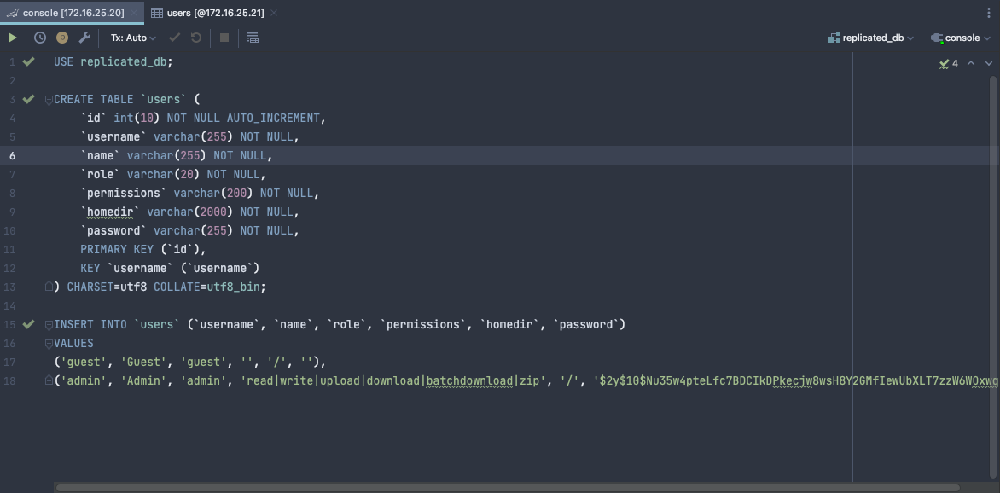 console [172.16.25.20] users [@172.16.25.21]
Tx: Auto replicated_db console
1 USE replicated_db; 4
2
3 CREATE TABLE `users` (
4 `id` int(10) NOT NULL AUTO_INCREMENT,
5 `username` varchar(255) NOT NULL,
6 `name` varchar(255) NOT NULL,
7 `role` varchar(20) NOT NULL,
8 `permissions` varchar(200) NOT NULL,
9 `homedir` varchar(2000) NOT NULL,
10 `password` varchar(255) NOT NULL,
11 PRIMARY KEY (`id`),
12 KEY `username` (`username`)
13 ) CHARSET=utf8 COLLATE=utf8_bin;
14
15 INSERT INTO `users` (`username`, `name`, `role`, `permissions`, `homedir`, `password`)
16 VALUES
17 ('guest', 'Guest', 'guest', '', '/', ''),
18 ('admin', 'Admin', 'admin', 'read|write|upload|download|batchdownload|zip', '/', '$2y$10$Nu35w4pteLfc7BDCIkDPkecjw8wsH8Y2GMfIewUbXLT7zzW6WOxwq